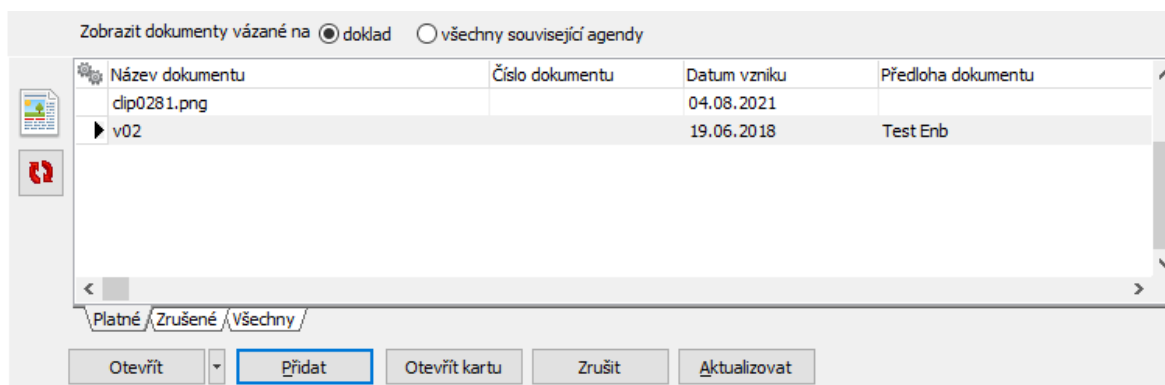 Zobrazit dokumenty vázané na doklad všechny související agendy
Název dokumentu Číslo dokumentu Datum vzniku Předloha dokumentu
clip0281.png 04.08.2021
v02 19.06.2018 Test Enb
Platné Zrušené Všechny
Otevřít Přidat Otevřít kartu Zrušit Aktualizovat